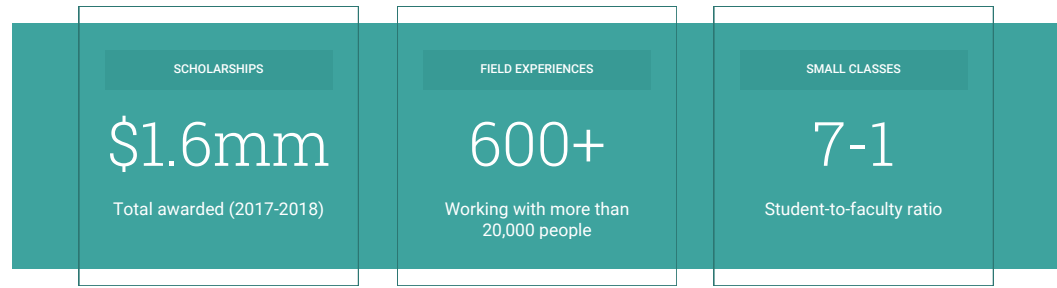 SCHOLARSHIPS
$1.6mm
Total awarded (2017-2018)
FIELD EXPERIENCES
600+
Working with more than
20,000 people
SMALL CLASSES
7-1
Student-to-faculty ratio